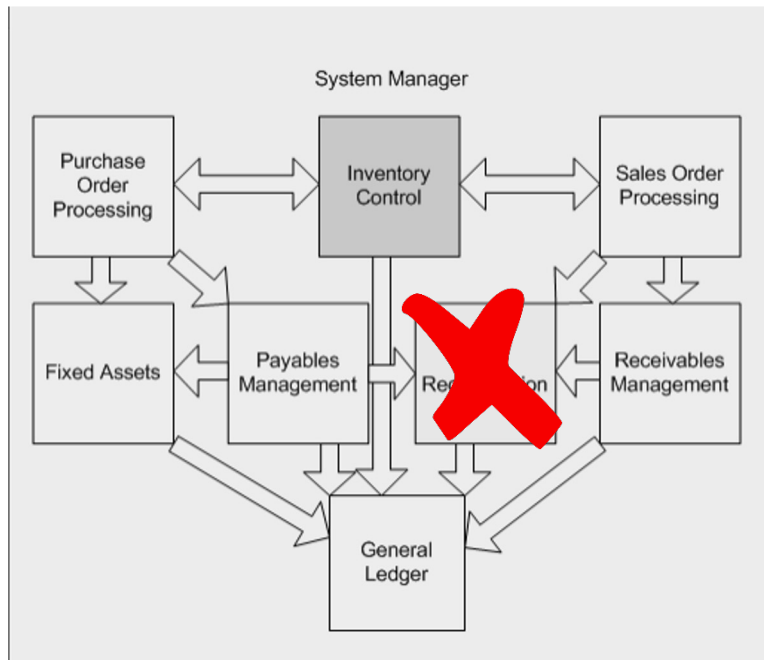 System Manager
Purchase
Order
Processing
Inventory
Control
Sales Order
Processing
Fixed Assets
Payables
Management
Receivables
Management
General
Ledger